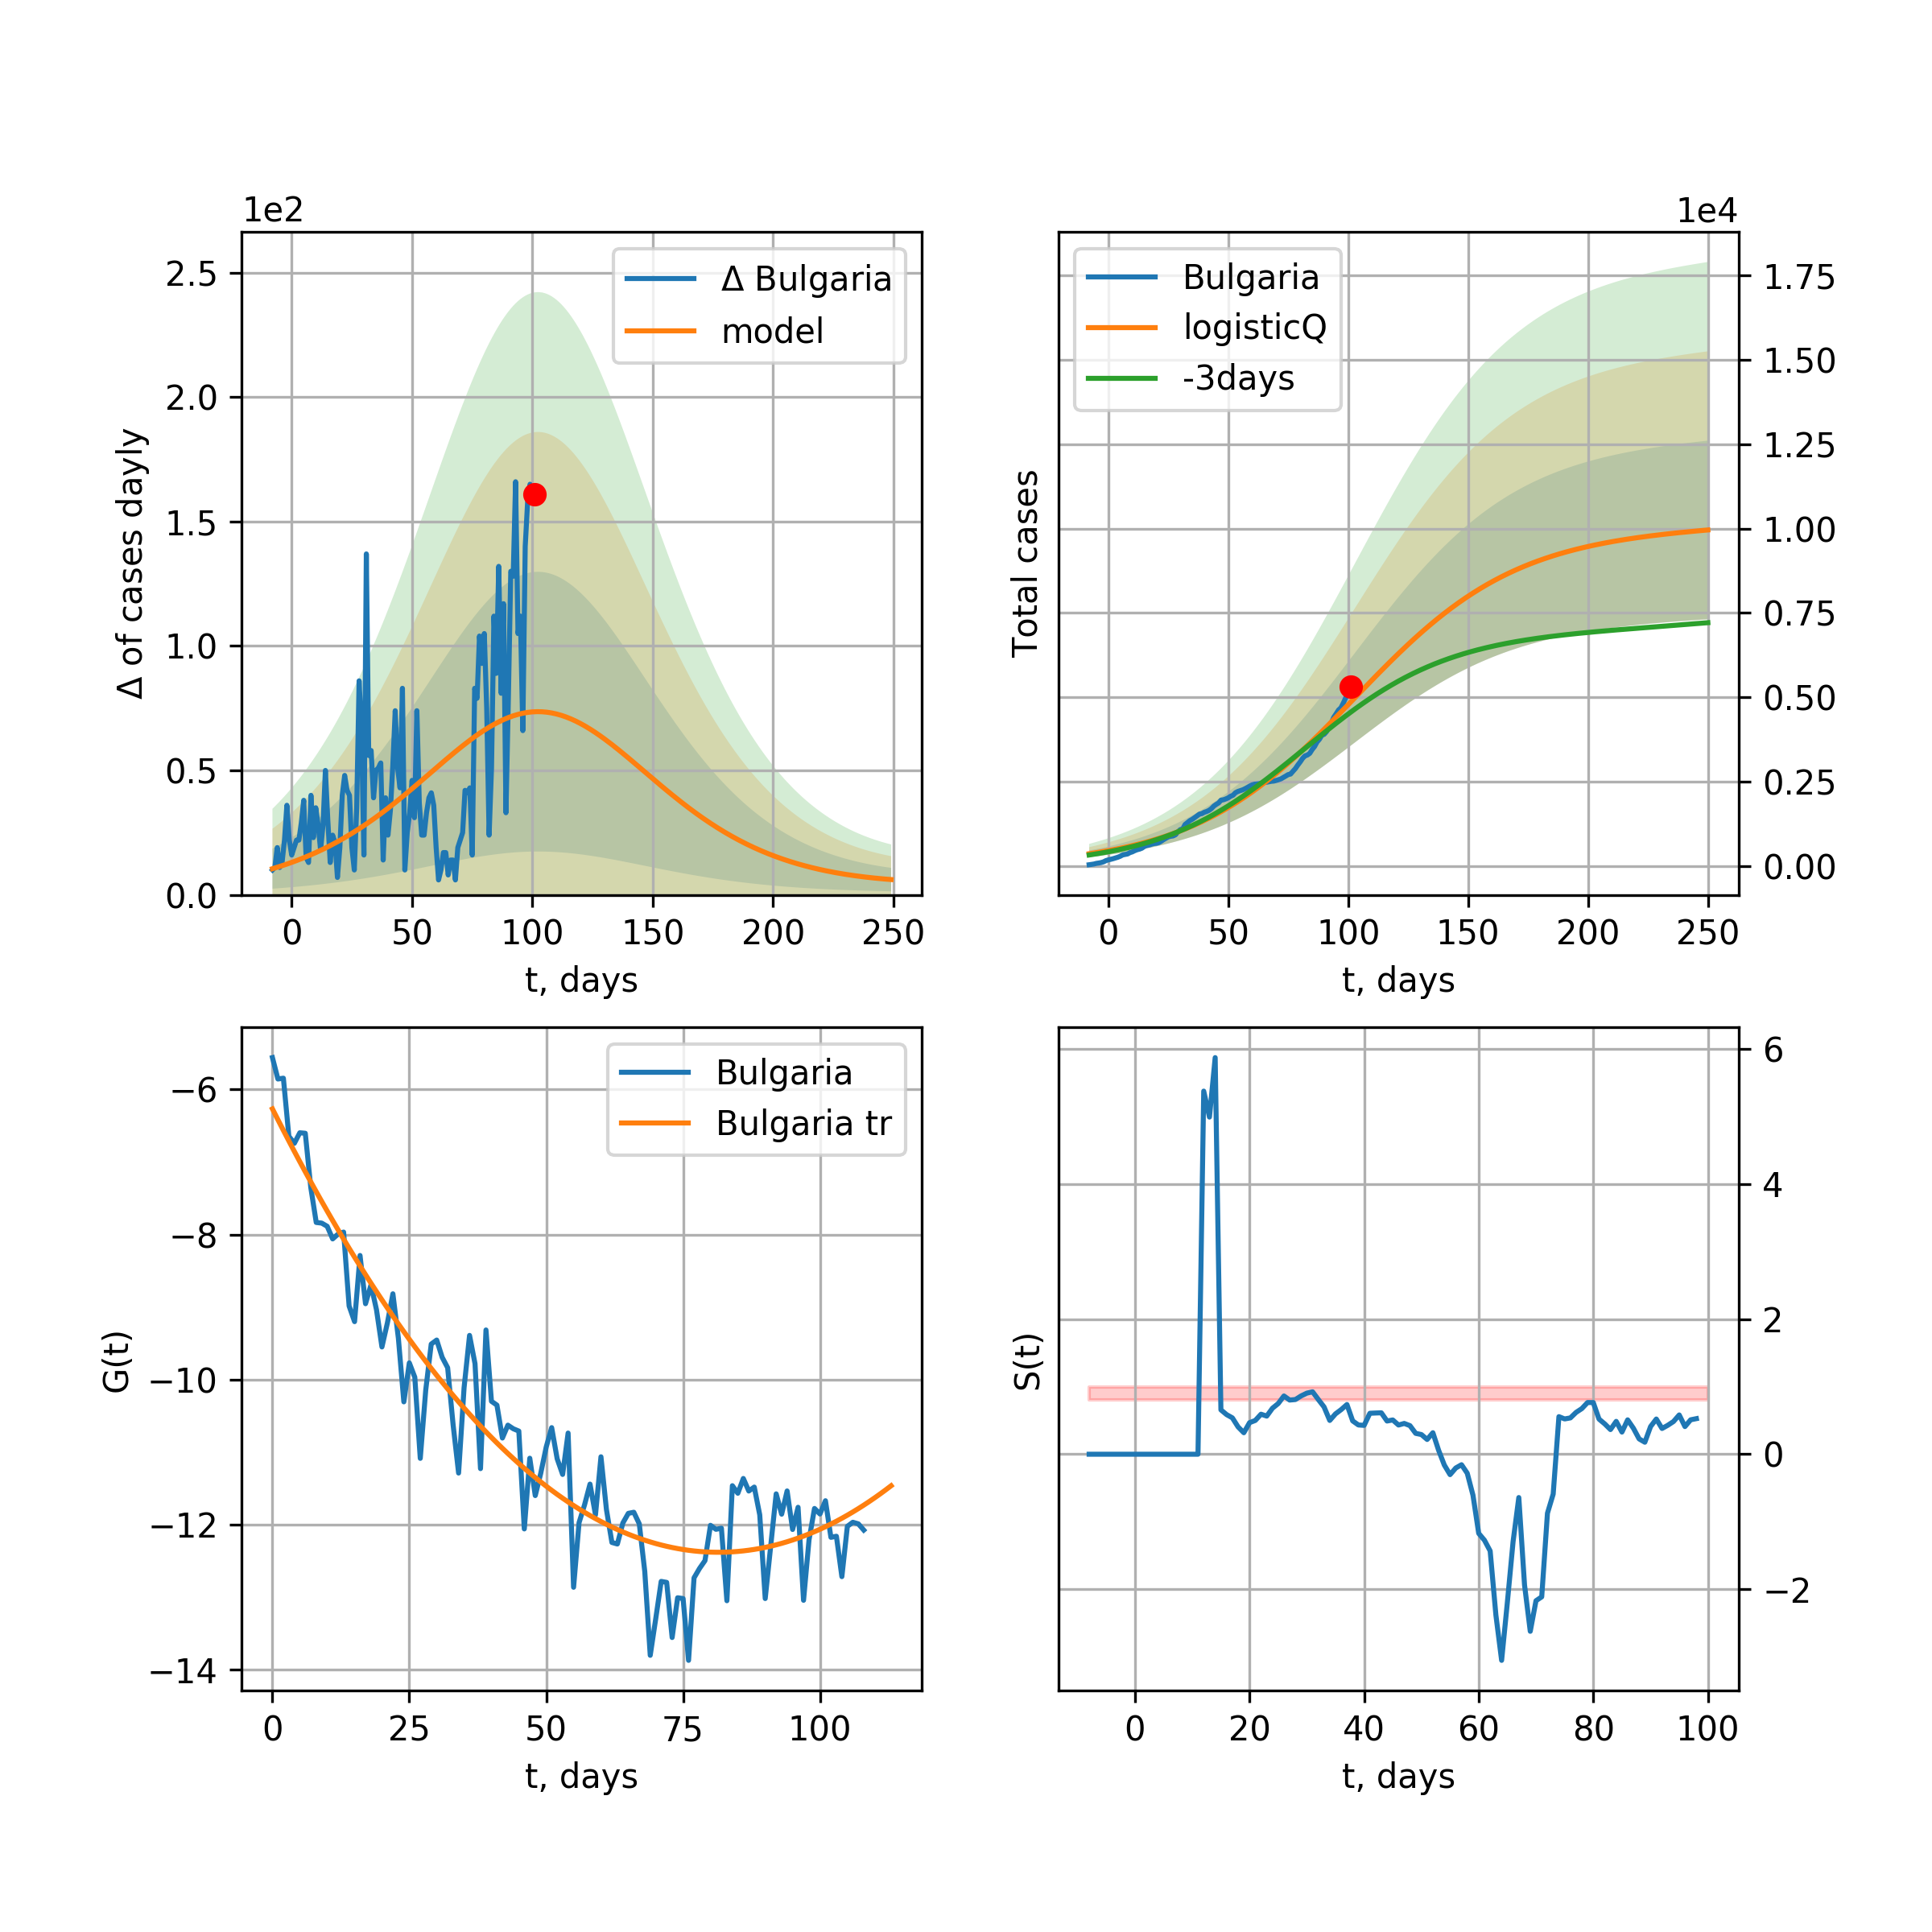 1e2
2.5
2.0
1.5
1.0
0.5
0.0
Δ of cases dayly
Δ Bulgaria
model
0 50 100 150 200 250
t, days
1e4
Total cases
Bulgaria
logisticQ
-3days
1.75
1.50
1.25
1.00
0.75
0.50
0.25
0.00
0 50 100 150 200 250
t, days
G(t)
−6
−8
−10
−12
−14
Bulgaria
Bulgaria tr
0 25 50 75 100
t, days
S(t)
6
4
2
0
−2
0 20 40 60 80 100
t, days